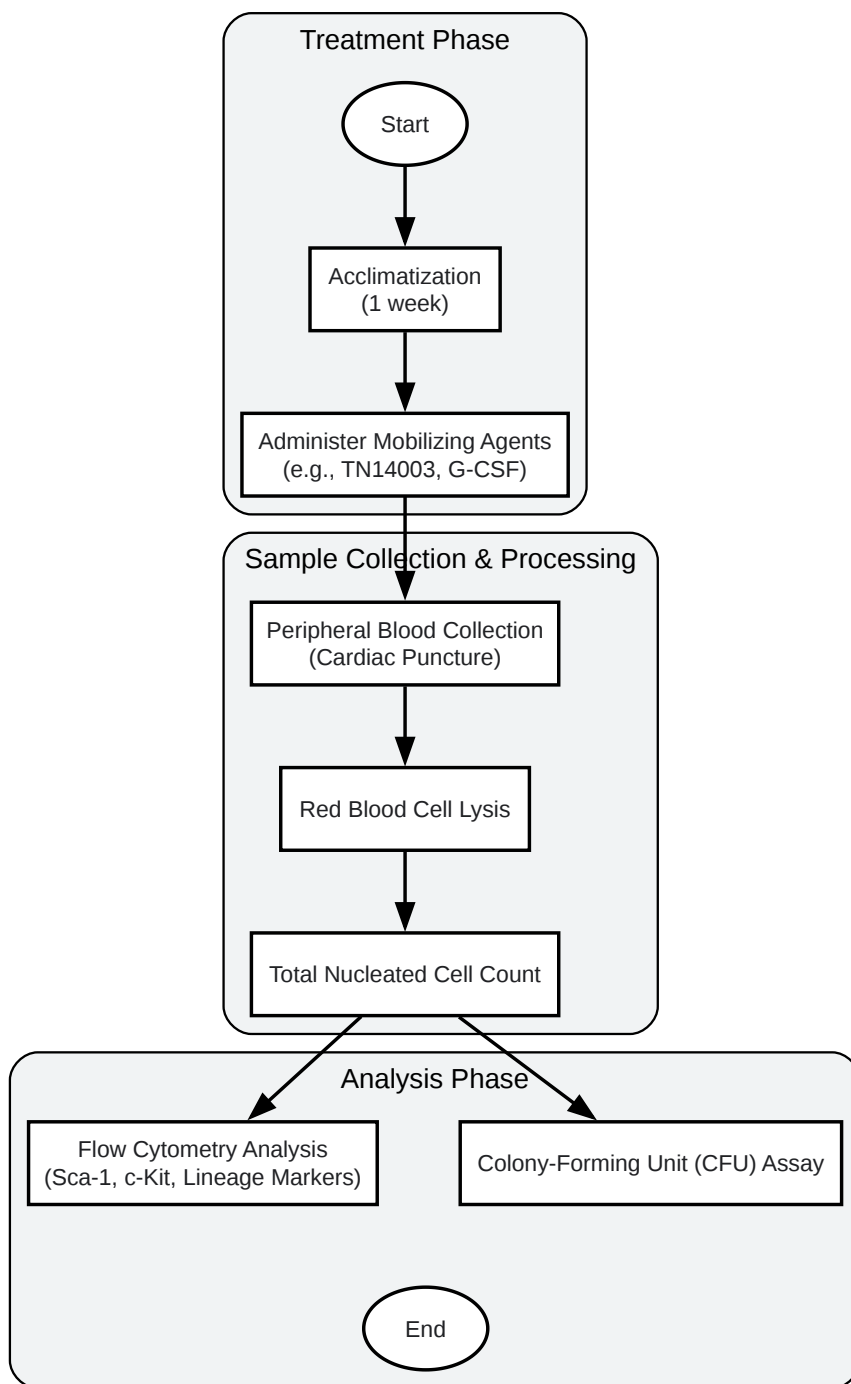 Treatment Phase
Start
Acclimatization
(1 week)
Administer Mobilizing Agents
(e.g., TN14003, G-CSF)
Sample Collection & Processing
Peripheral Blood Collection
(Cardiac Puncture)
Red Blood Cell Lysis
Total Nucleated Cell Count
Analysis Phase
Flow Cytometry Analysis
(Sca-1, c-Kit, Lineage Markers)
Colony-Forming Unit (CFU) Assay
End